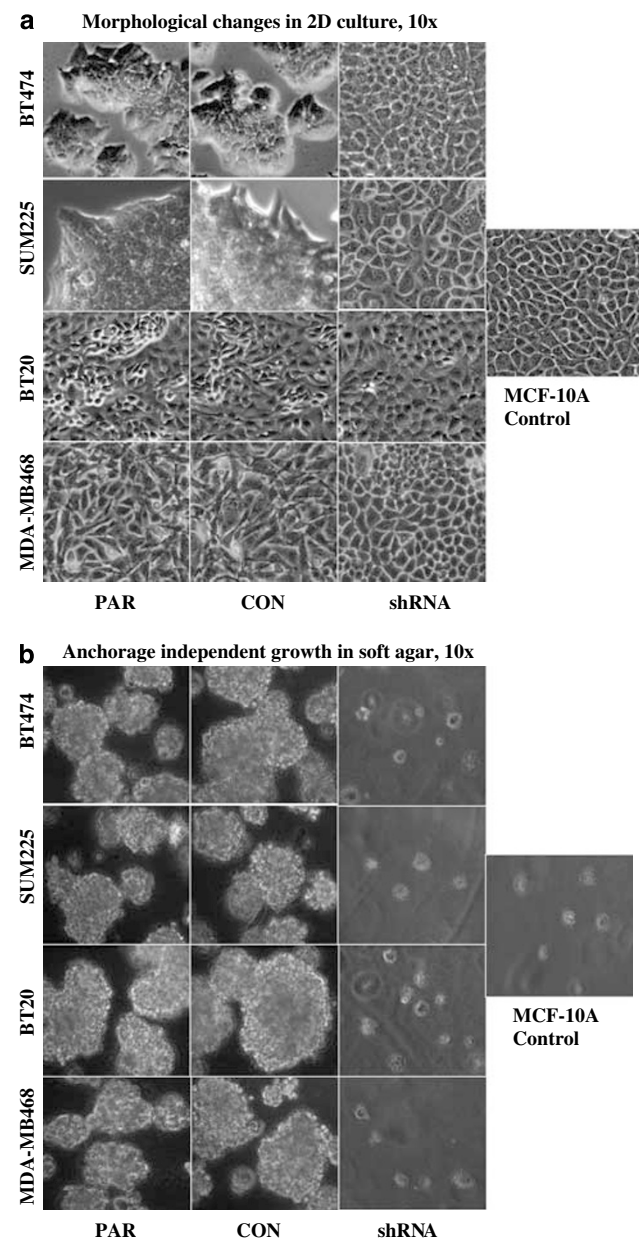 a Morphological changes in 2D culture, 10x
BT474
SUM225
BT20
MDA-MB468
MCF-10A
Control
PAR CON shRNA
b Anchorage independent growth in soft agar, 10x
BT474
SUM225
BT20
MDA-MB468
MCF-10A
Control
PAR CON shRNA